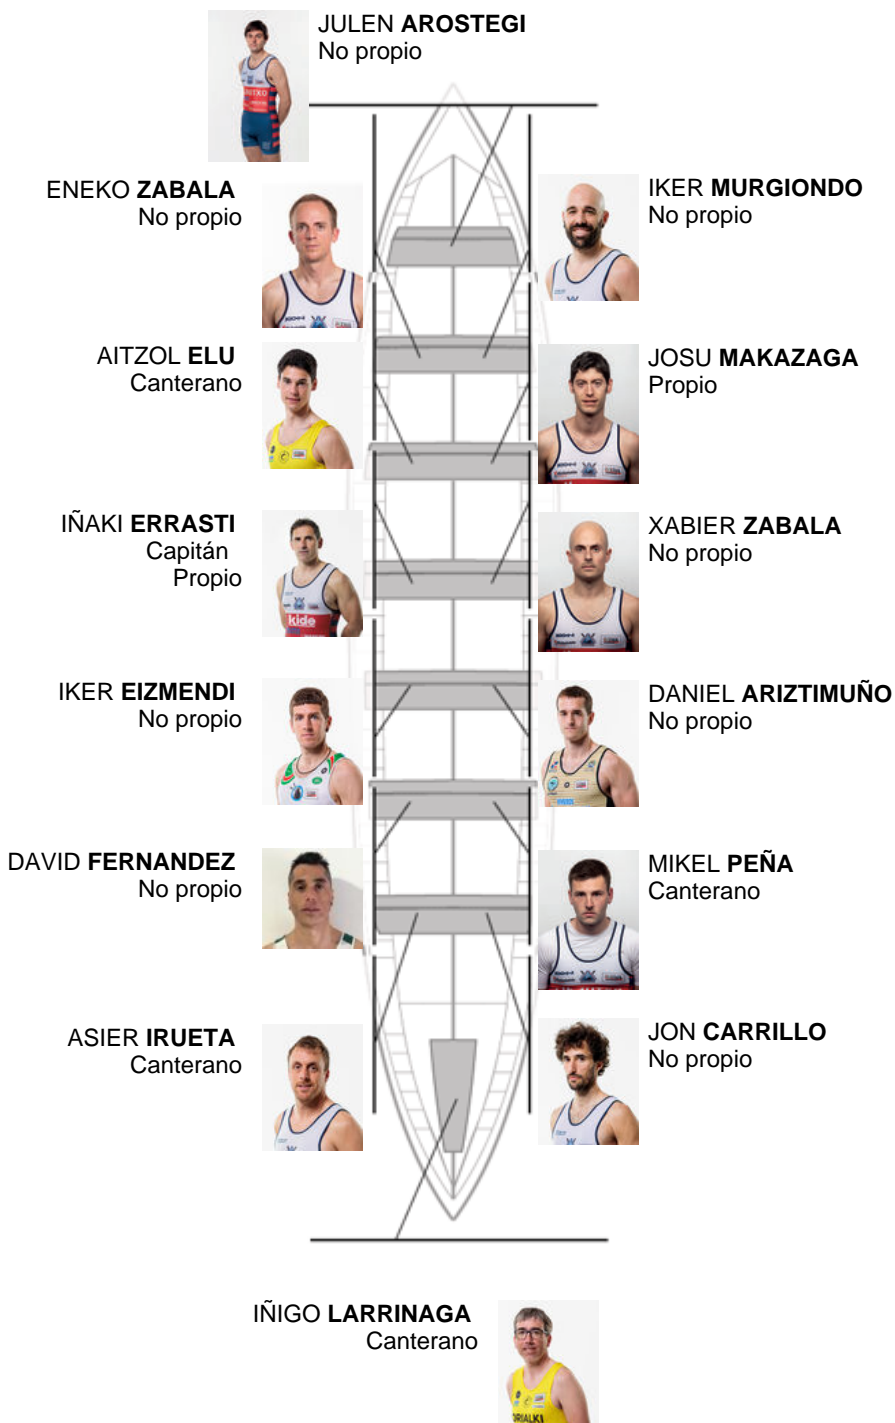 JULEN AROSTEGI
No propio
ENEKO ZABALA
No propio
IKER MURGIONDO
No propio
AITZOL ELU
Canterano
JOSU MAKAZAGA
Propio
IÑAKI ERRASTI
Capitán
Propio
XABIER ZABALA
No propio
IKER EIZMENDI
No propio
DANIEL ARIZTIMUÑO
No propio
DAVID FERNANDEZ
No propio
MIKEL PEÑA
Canterano
ASIER IRUETA
Canterano
JON CARRILLO
No propio
IÑIGO LARRINAGA
Canterano
kide